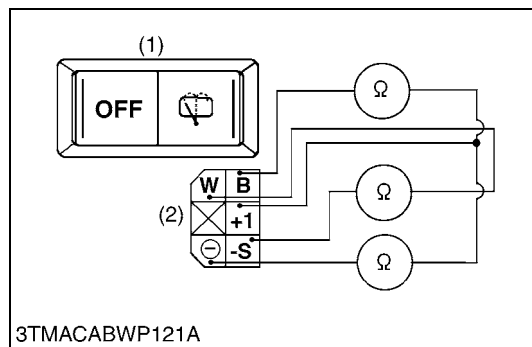 (1)
OFF
Ω
W B
(2)
+1
Ω
⊖ -S
Ω
3TMACABWP121A